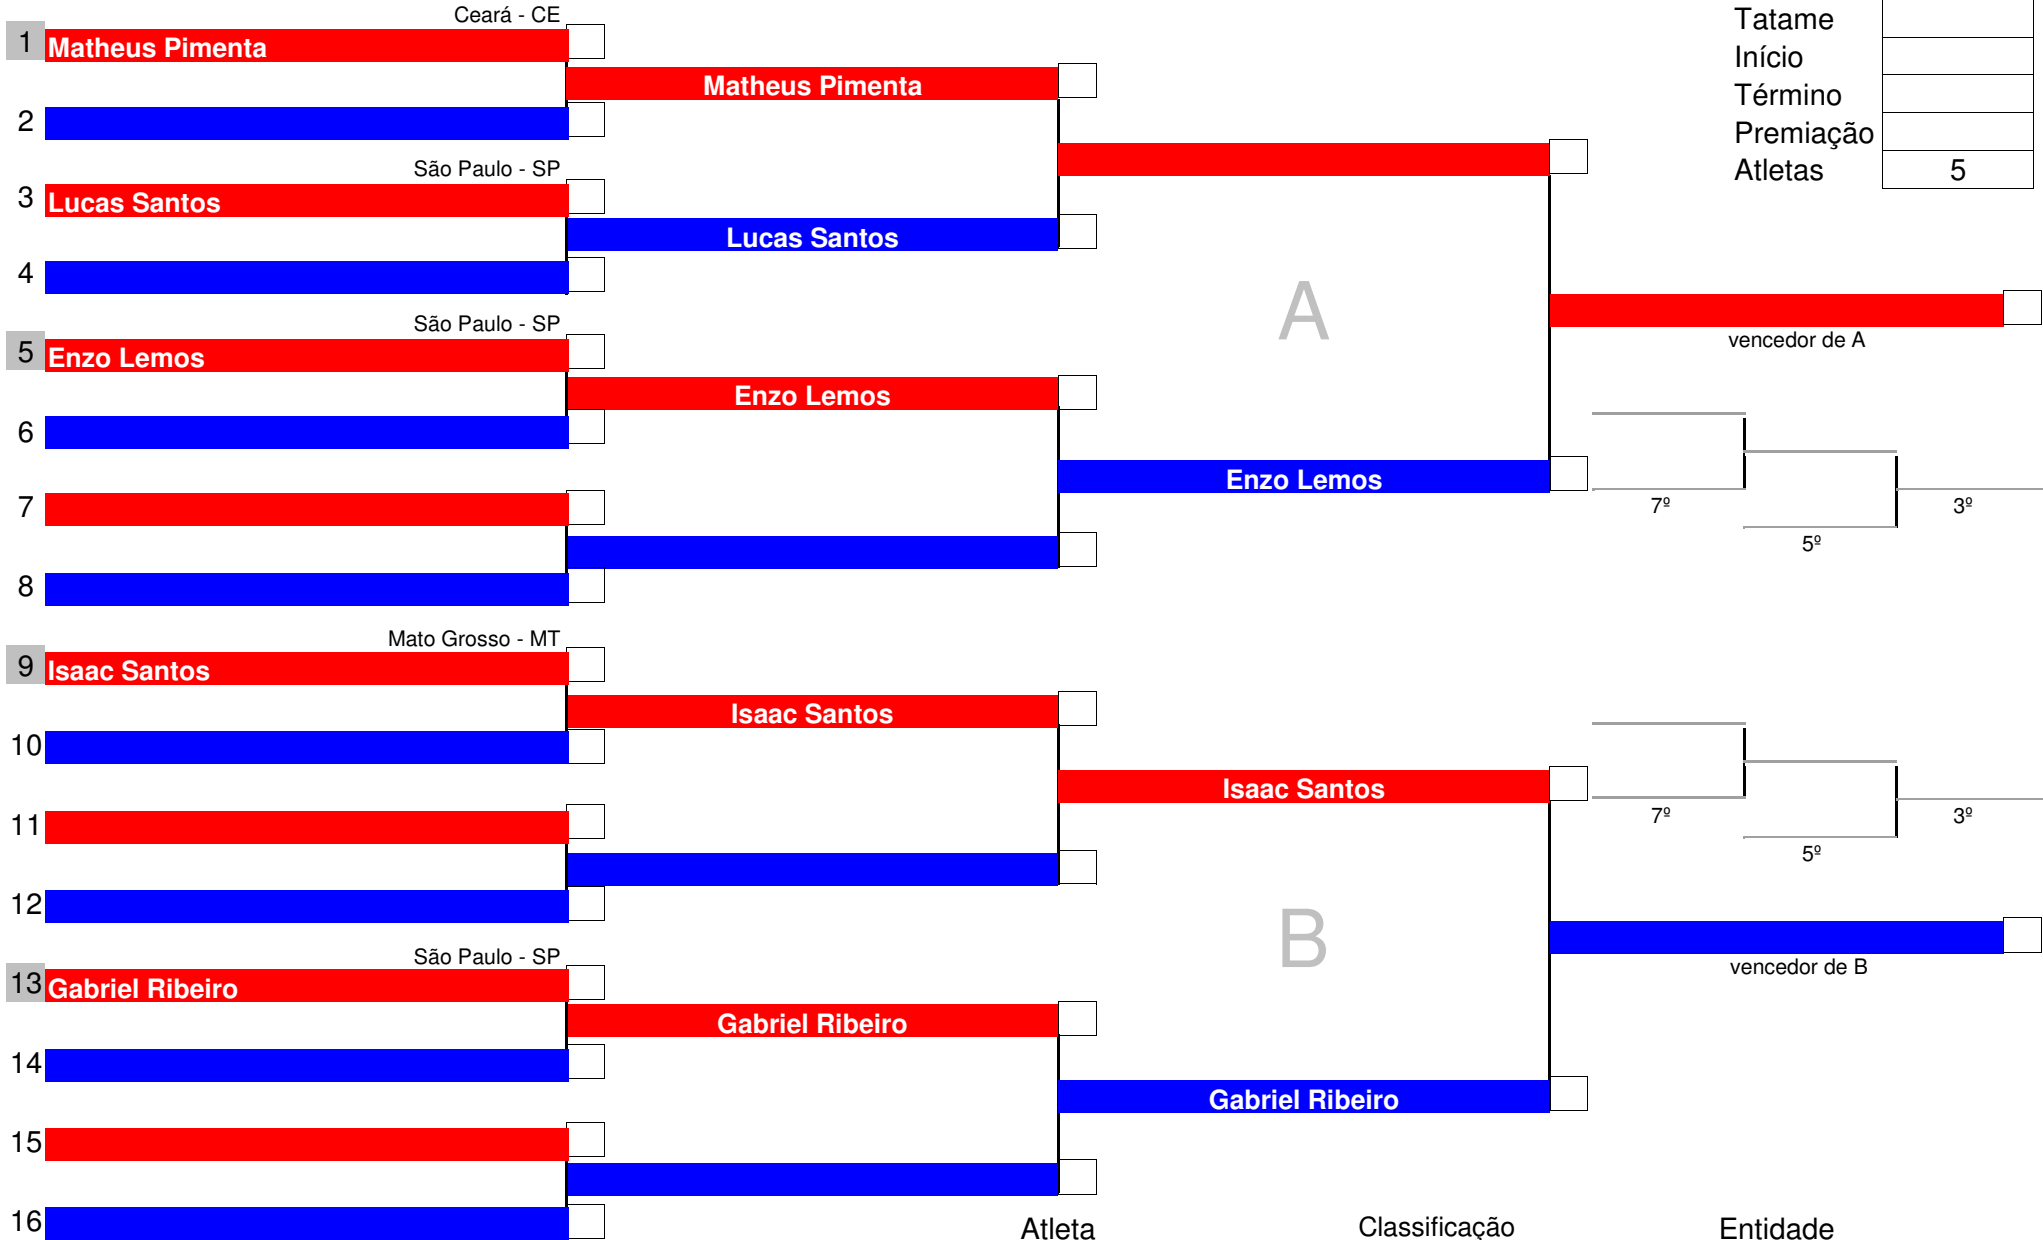 Ceará - CE
1 Matheus Pimenta
Matheus Pimenta
2
São Paulo - SP
3 Lucas Santos
Lucas Santos
4
São Paulo - SP
5 Enzo Lemos
Enzo Lemos
6
Enzo Lemos
7
8
Mato Grosso - MT
9 Isaac Santos
Isaac Santos
10
Isaac Santos
11
12
São Paulo - SP
13 Gabriel Ribeiro
Gabriel Ribeiro
14
Gabriel Ribeiro
15
16
A
B
Tatame
Início
Término
Premiação
Atletas 5
vencedor de A
7º
3º
5º
7º
3º
5º
vencedor de B
Atleta Classificação Entidade